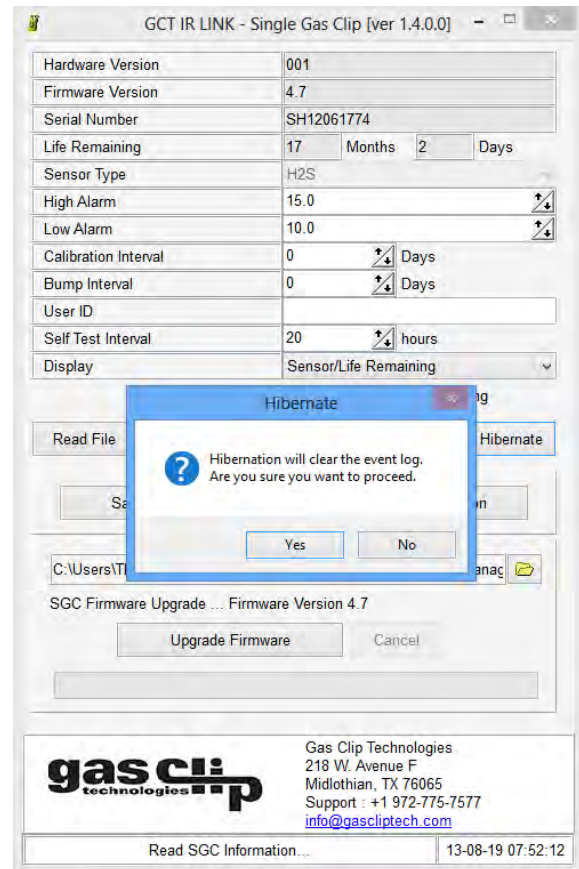 GCT IR LINK - Single Gas Clip [ver 1.4.0.0]
Hardware Version 001
Firmware Version 4.7
Serial Number SH12061774
Life Remaining 17 Months 2 Days
Sensor Type H2S
High Alarm 15.0
Low Alarm 10.0
Calibration Interval 0 Days
Bump Interval 0 Days
User ID
Self Test Interval 20 hours
Display Sensor/Life Remaining
Hibernate
Read File Hibernate
Hibernation will clear the event log.
Are you sure you want to proceed.
Yes No
C:\Users\
SGC Firmware Upgrade ... Firmware Version 4.7
Upgrade Firmware Cancel
gas clip
technologies
Gas Clip Technologies
218 W. Avenue F
Midlothian, TX 76065
Support : +1 972-775-7577
info@gascliptech.com
Read SGC Information... 13-08-19 07:52:12